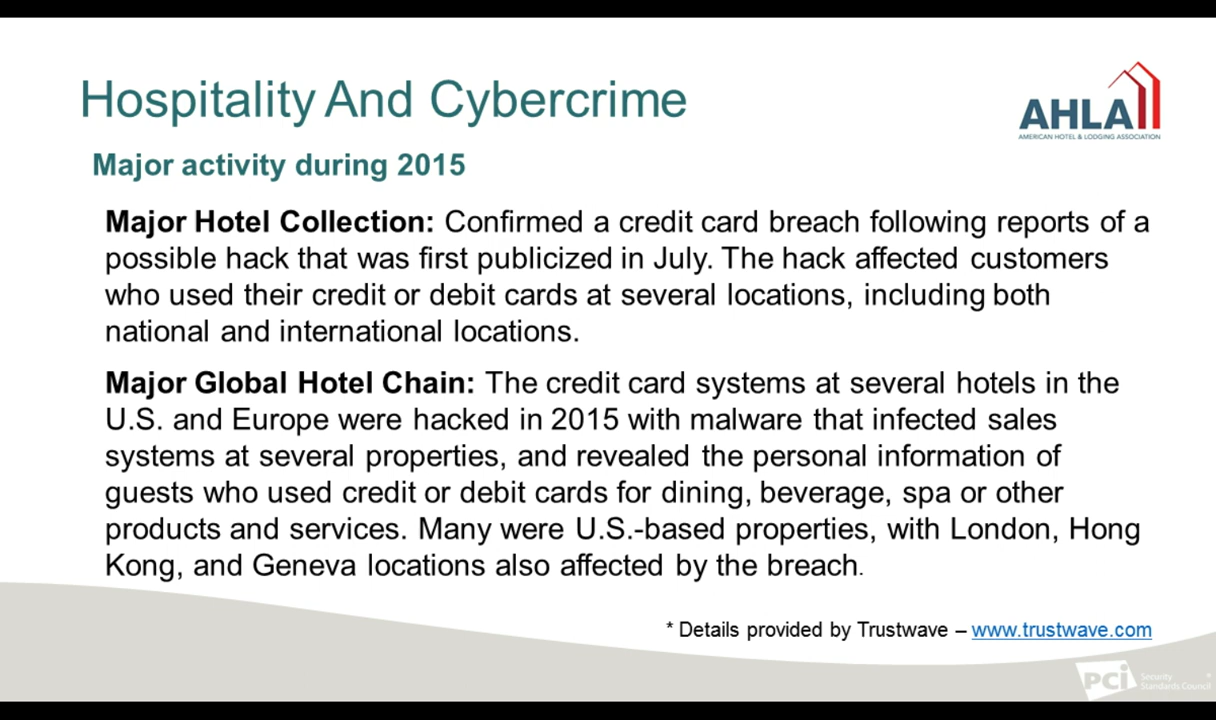 Hospitality And Cybercrime
AHLA
AMERICAN HOTEL & LODGING ASSOCIATION
Major activity during 2015
Major Hotel Collection: Confirmed a credit card breach following reports of a
possible hack that was first publicized in July. The hack affected customers
who used their credit or debit cards at several locations, including both
national and international locations.
Major Global Hotel Chain: The credit card systems at several hotels in the
U.S. and Europe were hacked in 2015 with malware that infected sales
systems at several properties, and revealed the personal information of
guests who used credit or debit cards for dining, beverage, spa or other
products and services. Many were U.S.-based properties, with London, Hong
Kong, and Geneva locations also affected by the breach.
* Details provided by Trustwave – www.trustwave.com
PCi Security
Standards Council